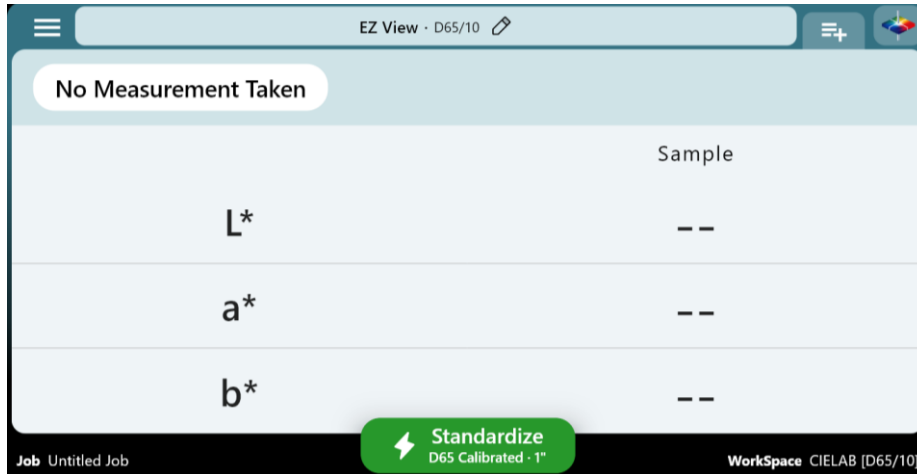 EZ View · D65/10
No Measurement Taken
Sample
L* --
a* --
b* --
Standardize
D65 Calibrated · 1"
Job Untitled Job
WorkSpace CIELAB [D65/10]